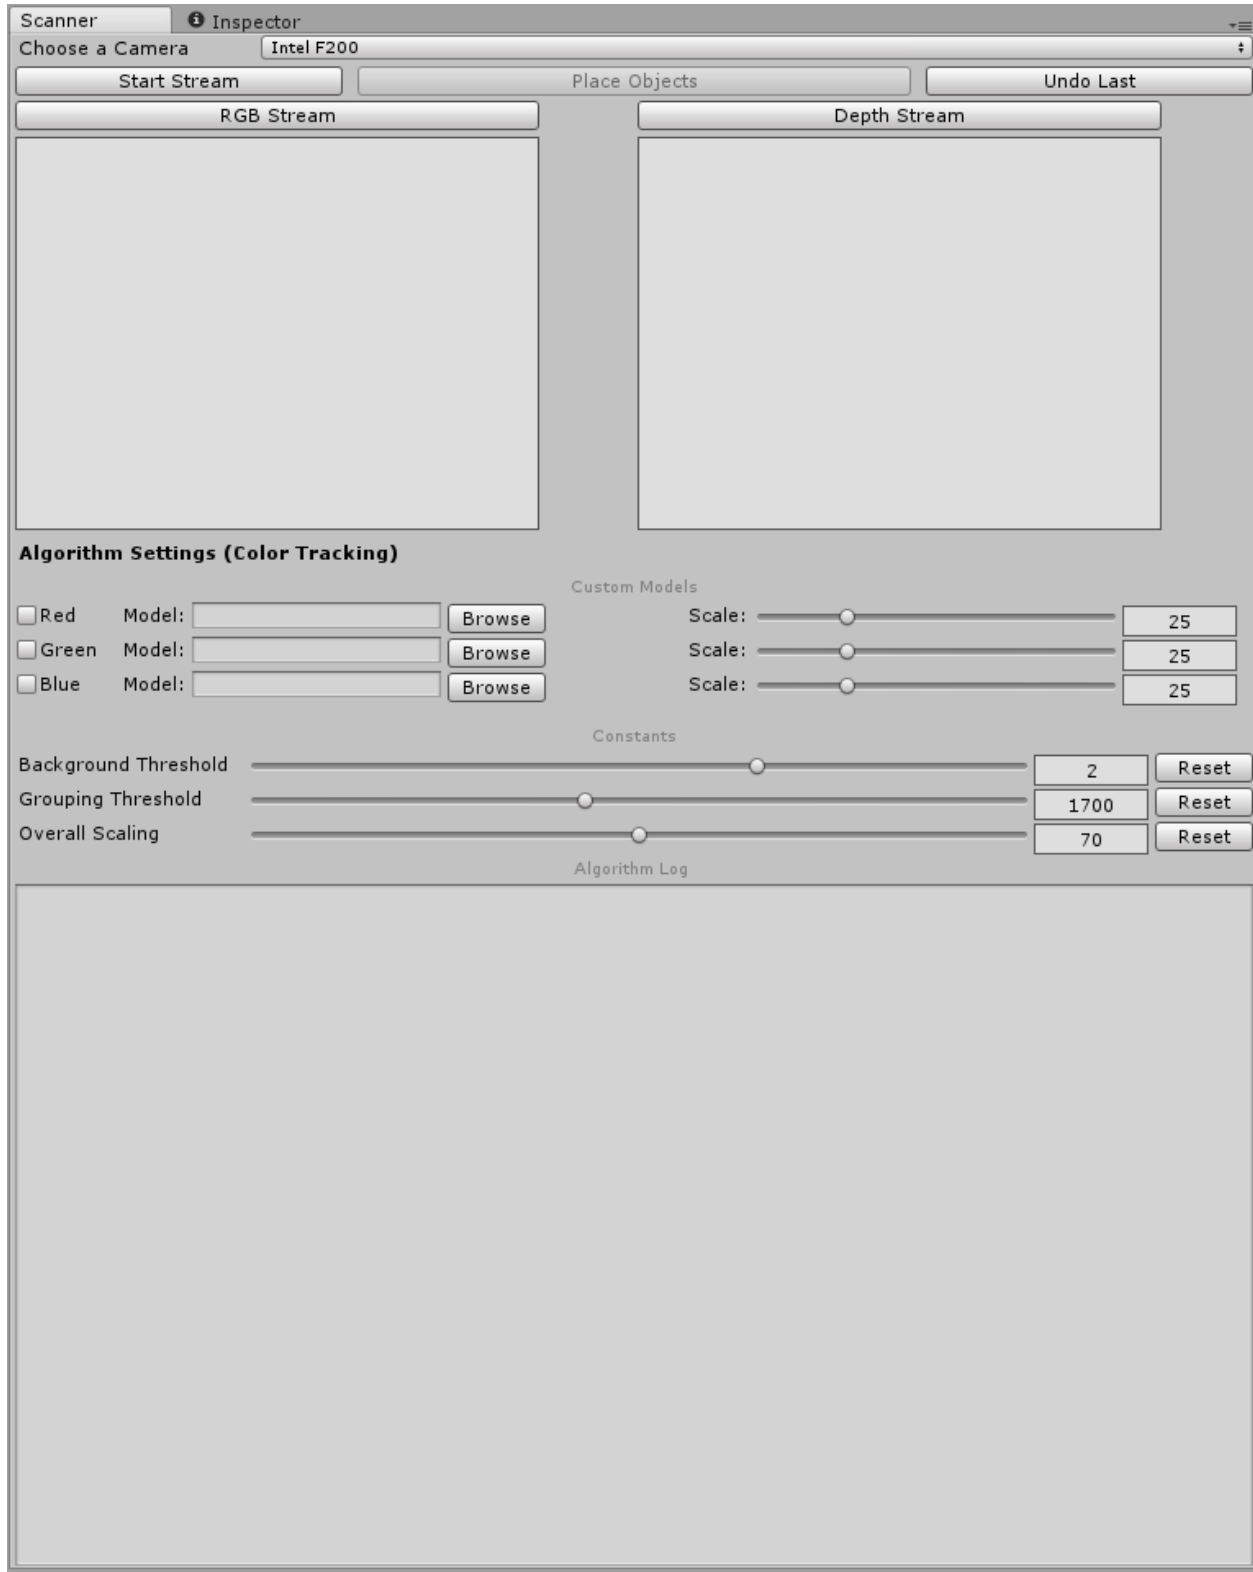 Scanner Inspector
Choose a Camera Intel F200
Start Stream Place Objects Undo Last
RGB Stream Depth Stream
Algorithm Settings (Color Tracking)
Custom Models
Red Model: Browse Scale: 25
Green Model: Browse Scale: 25
Blue Model: Browse Scale: 25
Constants
Background Threshold 2 Reset
Grouping Threshold 1700 Reset
Overall Scaling 70 Reset
Algorithm Log